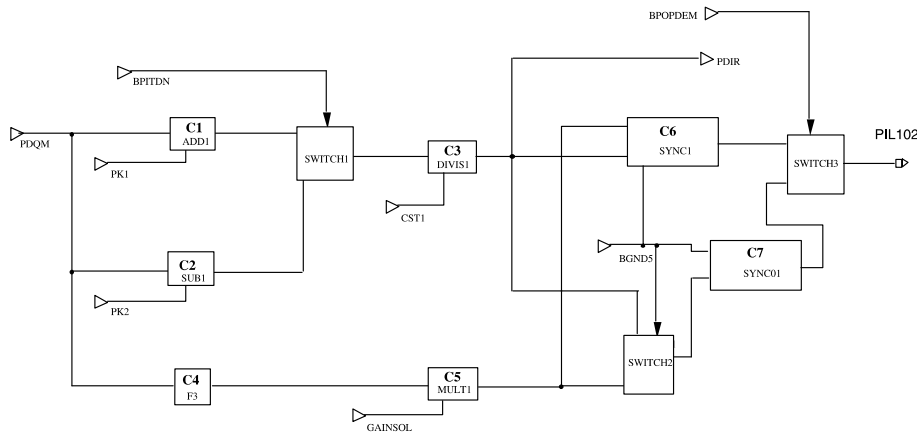 BPOPDEM
PDIR
BPITDN
PDQM
C1
ADD1
PK1
SWITCH1
C3
DIVIS1
CST1
C6
SYNC1
SWITCH3
PIL102
C2
SUB1
PK2
BGND5
C7
SYNC01
SWITCH2
C4
F3
C5
MULT1
GAINSOL